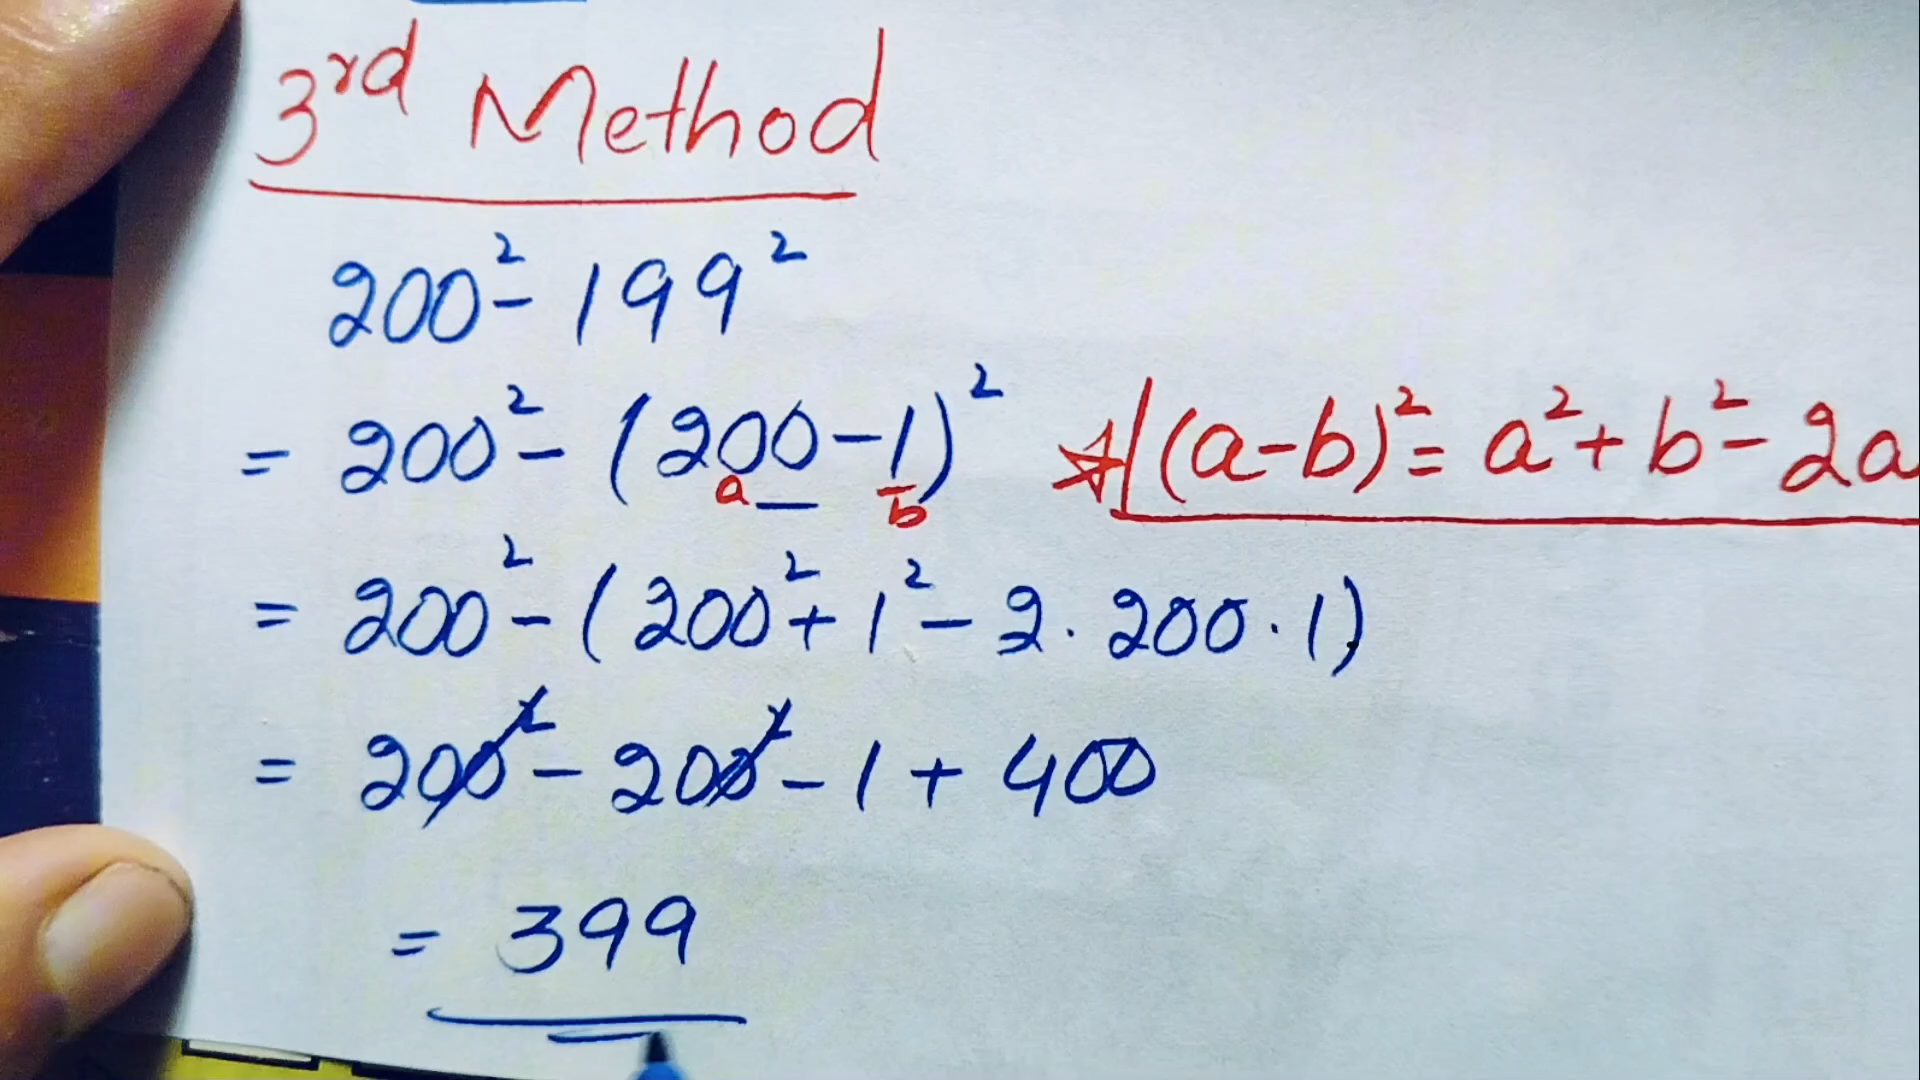 3rd Method
200² - 199²
= 200² - (200 - 1)² (a-b)² = a² + b² - 2a
a b
= 200² - (200² + 1² - 2 . 200 . 1)
= 200² - 200² - 1 + 400
= 399